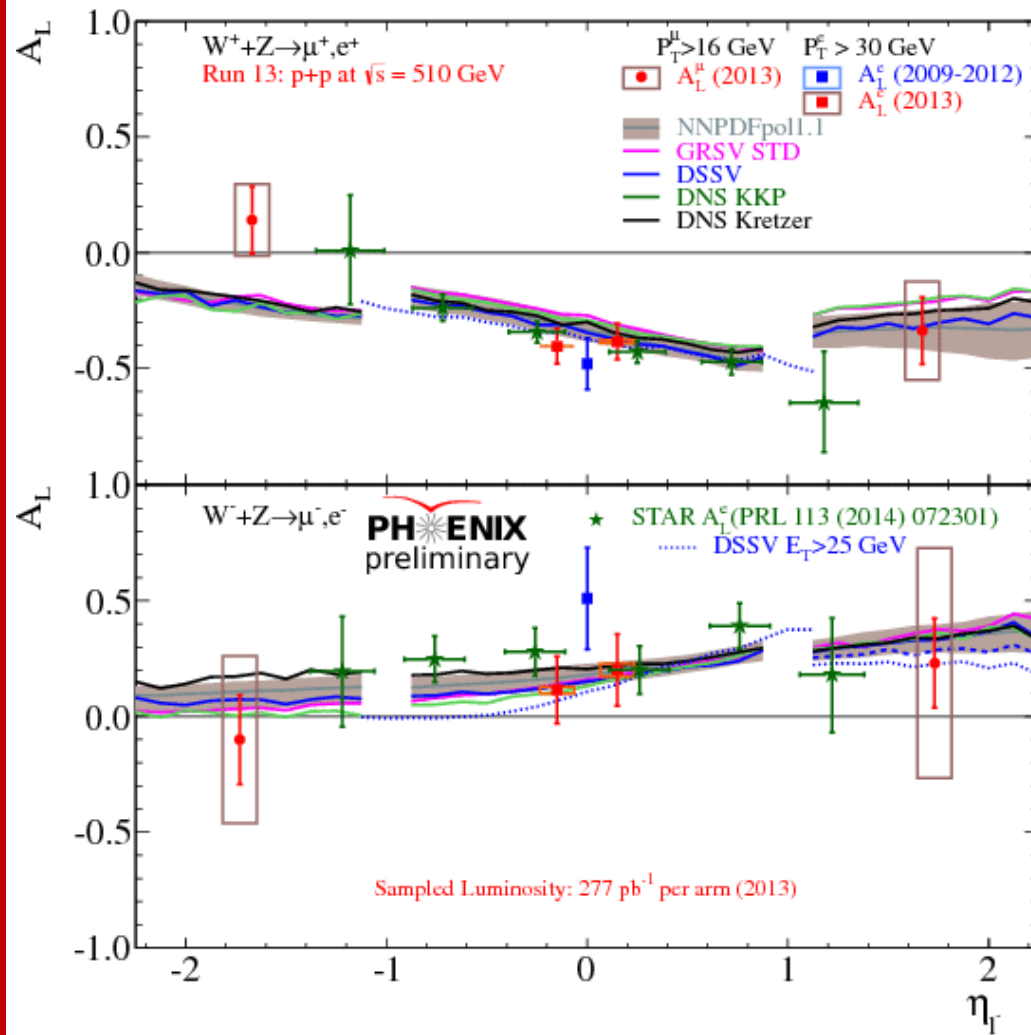 A_L
1.0
0.5
0.0
-0.5
W⁺+Z→μ⁺,e⁺
Run 13: p+p at √s = 510 GeV
P_T^μ>16 GeV P_T^e > 30 GeV
A_L^μ (2013) A_L^e (2009-2012)
A_L^e (2013)
NNPDFpol1.1
GRSV STD
DSSV
DNS KKP
DNS Kretzer
A_L
1.0
0.5
0.0
-0.5
-1.0
W⁻+Z→μ⁻,e⁻
PHENIX
preliminary
STAR A_L^e(PRL 113 (2014) 072301)
DSSV E_T>25 GeV
Sampled Luminosity: 277 pb⁻¹ per arm (2013)
-2 -1 0 1 2